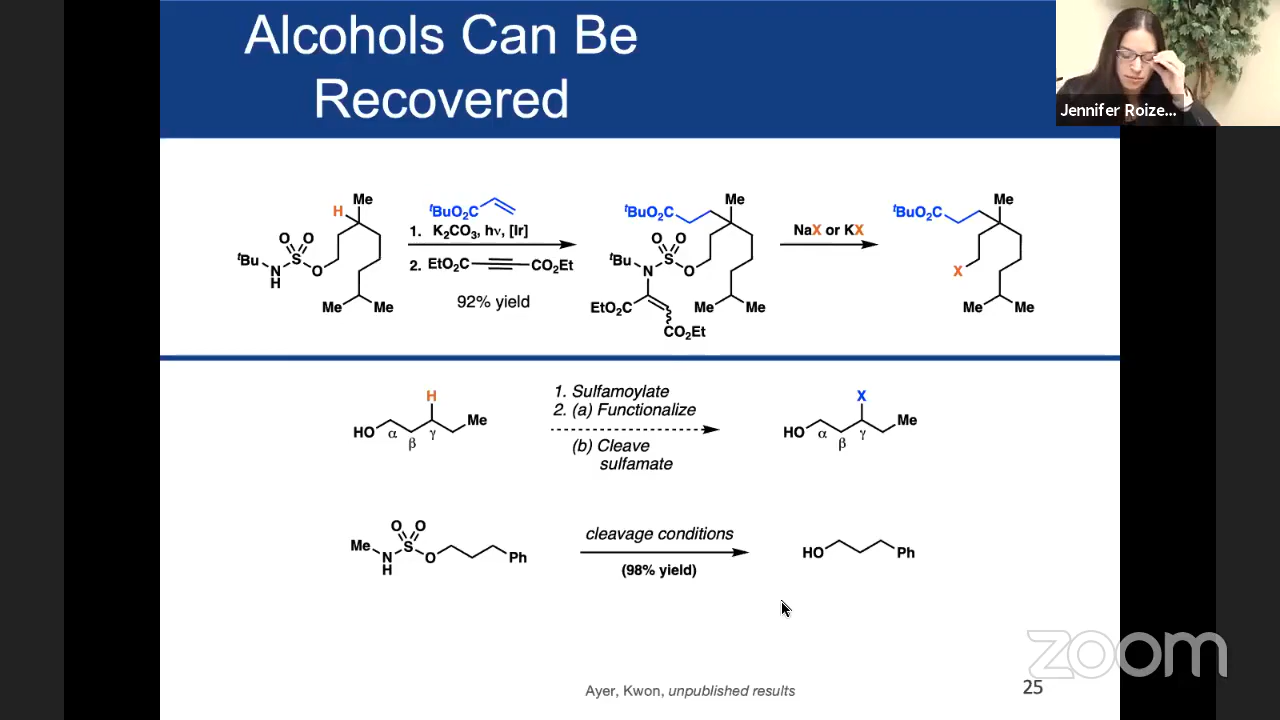 Alcohols Can Be
Recovered
Jennifer Roize...
H
Me
O O
S
ᵗBu
N
H
O
Me Me
ᵗBuO₂C
1. K₂CO₃, hν, [Ir]
2. EtO₂C CO₂Et
92% yield
ᵗBuO₂C
Me
O O
ᵗBu
S
N
O
EtO₂C
Me Me
CO₂Et
NaX or KX
ᵗBuO₂C
Me
X
Me Me
H
HO α β γ Me
1. Sulfamoylate
2. (a) Functionalize
(b) Cleave
sulfamate
X
HO α β γ Me
O O
Me S
N O Ph
H
cleavage conditions
(98% yield)
HO Ph
zoom
Ayer, Kwon, unpublished results
25